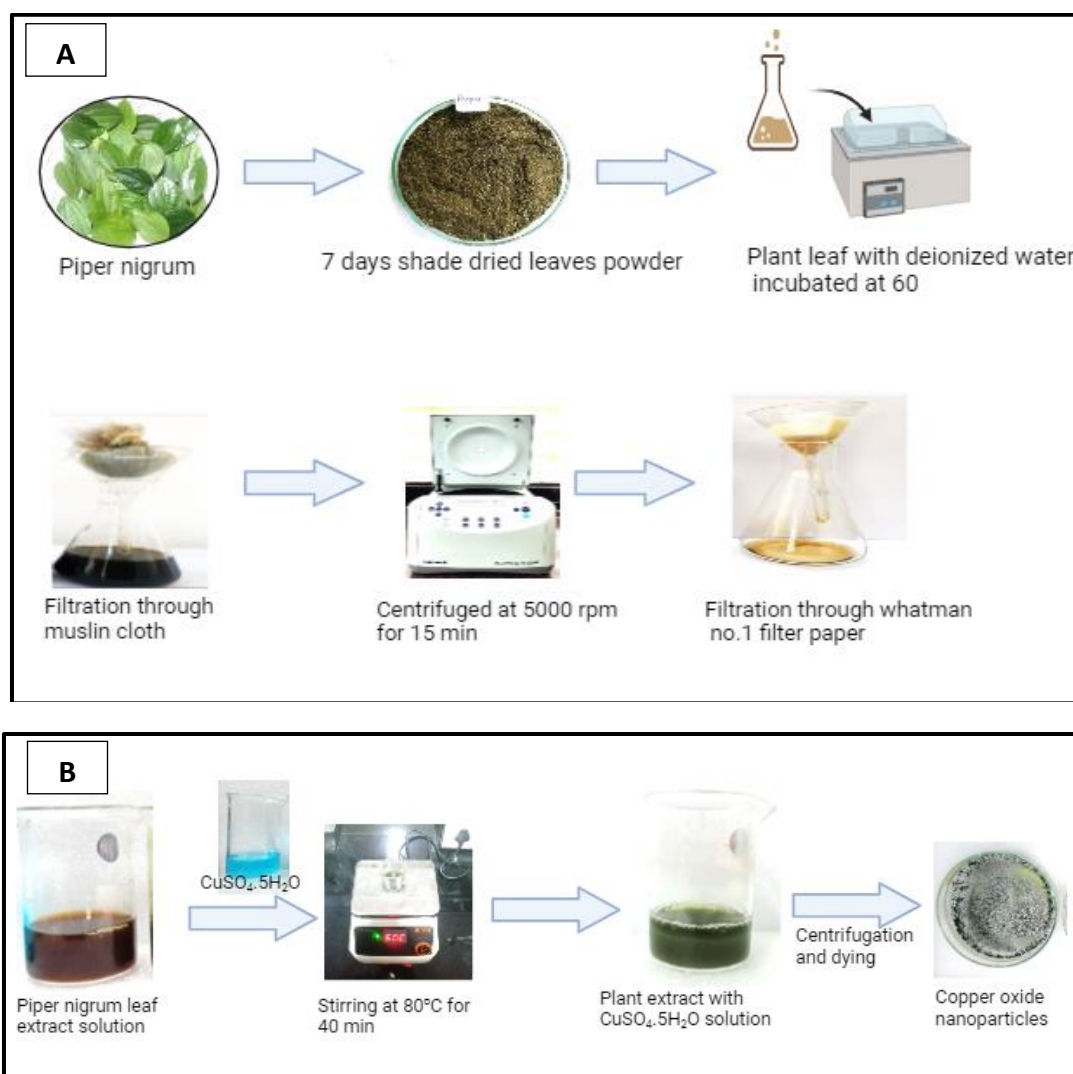 A
Piper nigrum
7 days shade dried leaves powder
Plant leaf with deionized water
incubated at 60
Filtration through
muslin cloth
Centrifuged at 5000 rpm
for 15 min
Filtration through whatman
no.1 filter paper
B
CuSO₄.5H₂O
Piper nigrum leaf
extract solution
Stirring at 80°C for
40 min
Plant extract with
CuSO₄.5H₂O solution
Centrifugation
and dying
Copper oxide
nanoparticles